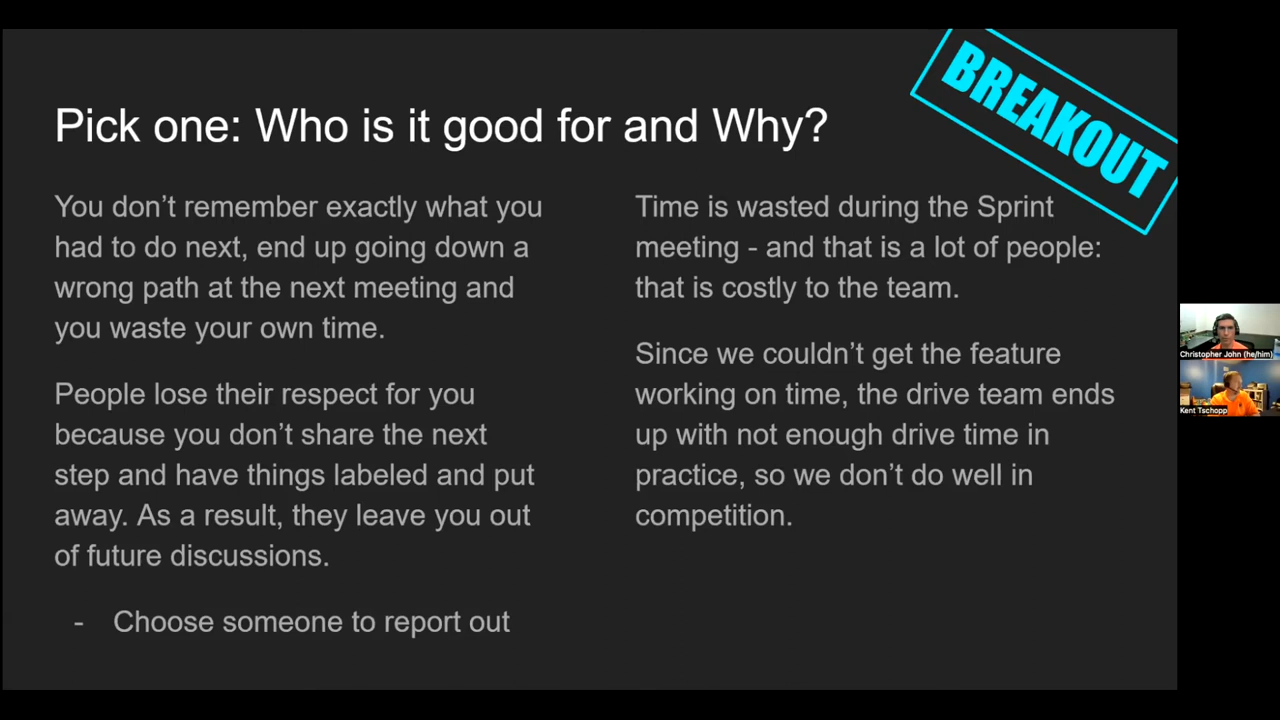 BREAKOUT
Pick one: Who is it good for and Why?
You don’t remember exactly what you
had to do next, end up going down a
wrong path at the next meeting and
you waste your own time.
People lose their respect for you
because you don’t share the next
step and have things labeled and put
away. As a result, they leave you out
of future discussions.
- Choose someone to report out
Time is wasted during the Sprint
meeting - and that is a lot of people:
that is costly to the team.
Since we couldn’t get the feature
working on time, the drive team ends
up with not enough drive time in
practice, so we don’t do well in
competition.
Christopher John (he/him)
Kent Tschopp